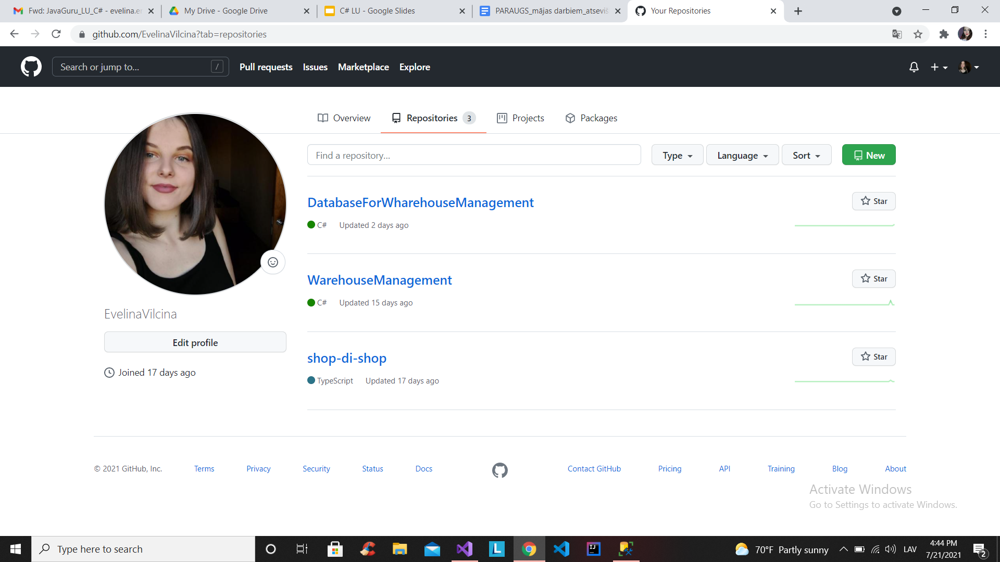 Fwd: JavaGuru_LU_C# - evelina.er
My Drive - Google Drive
C# LU - Google Slides
PARAUGS_mājas darbiem_atseviš
Your Repositories
github.com/EvelinaVilcina?tab=repositories
Search or jump to... /
Pull requests
Issues
Marketplace
Explore
Overview
Repositories 3
Projects
Packages
Find a repository...
Type
Language
Sort
New
DatabaseForWharehouseManagement
Star
C# Updated 2 days ago
WarehouseManagement
Star
C# Updated 15 days ago
EvelinaVilcina
Edit profile
Joined 17 days ago
shop-di-shop
Star
TypeScript Updated 17 days ago
© 2021 GitHub, Inc.
Terms
Privacy
Security
Status
Docs
Contact GitHub
Pricing
API
Training
Blog
About
Activate Windows
Go to Settings to activate Windows.
Type here to search
L
IJ
70°F Partly sunny
LAV
4:44 PM
7/21/2021
2